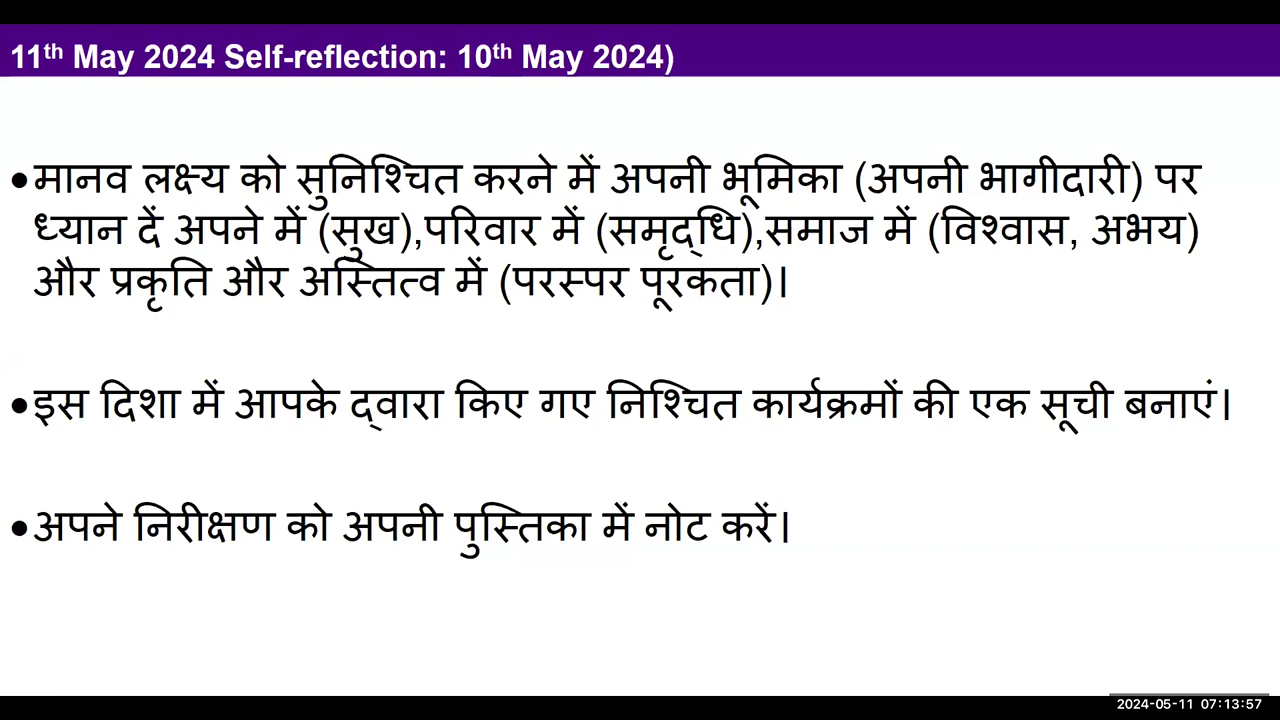 11th May 2024 Self-reflection: 10th May 2024)
•मानव लक्ष्य को सुनिश्चित करने में अपनी भूमिका (अपनी भागीदारी) पर
ध्यान दें अपने में (सुख),परिवार में (समृद्धि),समाज में (विश्वास, अभय)
और प्रकृति और अस्तित्व में (परस्पर पूरकता)।
•इस दिशा में आपके द्वारा किए गए निश्चित कार्यक्रमों की एक सूची बनाएं।
•अपने निरीक्षण को अपनी पुस्तिका में नोट करें।
2024-05-11 07:13:57